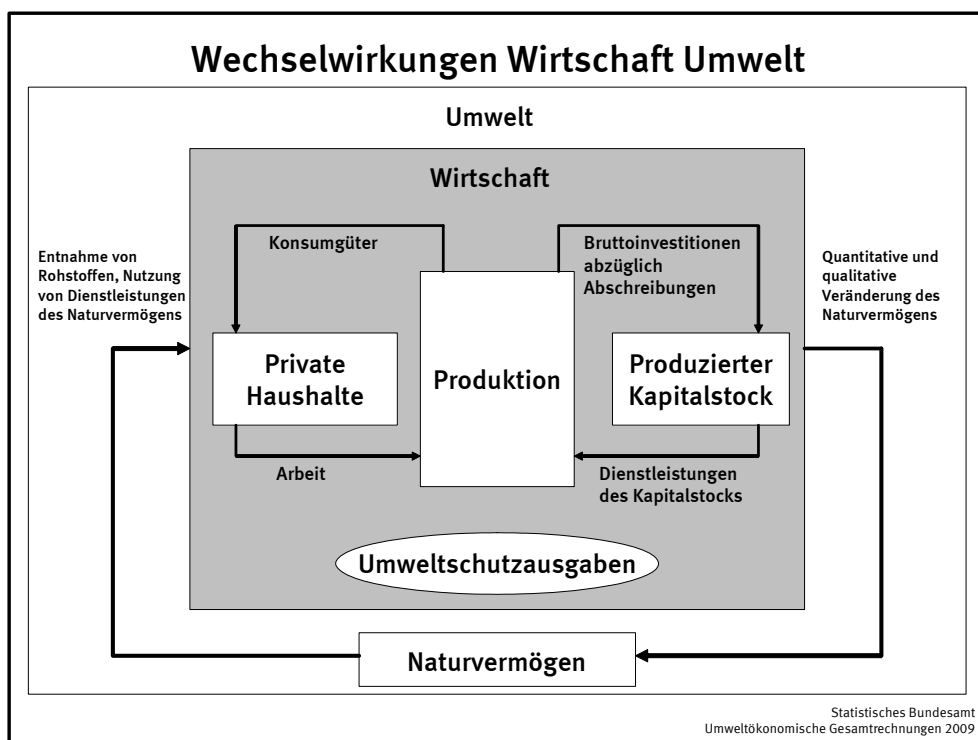 Wechselwirkungen Wirtschaft Umwelt
Umwelt
Wirtschaft
Entnahme von
Rohstoffen, Nutzung
von Dienstleistungen
des Naturvermögens
Konsumgüter
Bruttoinvestitionen
abzüglich
Abschreibungen
Quantitative und
qualitative
Veränderung des
Naturvermögens
Private
Haushalte
Produktion
Produzierter
Kapitalstock
Arbeit
Dienstleistungen
des Kapitalstocks
Umweltschutzausgaben
Naturvermögen
Statistisches Bundesamt
Umweltökonomische Gesamtrechnungen 2009